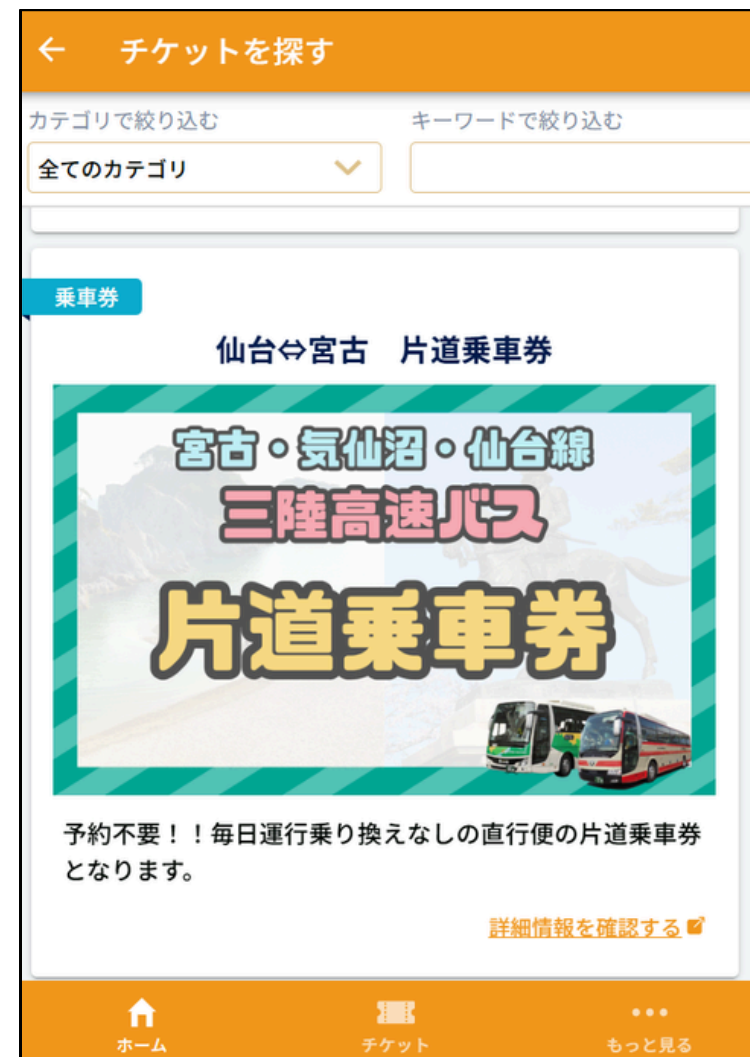 チケットを探す
カテゴリで絞り込む
キーワードで絞り込む
全てのカテゴリ
乗車券
仙台⇔宮古　片道乗車券
宮古・気仙沼・仙台線
三陸高速バス
片道乗車券
予約不要！！毎日運行乗り換えなしの直行便の片道乗車券
となります。
詳細情報を確認する
ホーム
チケット
もっと見る